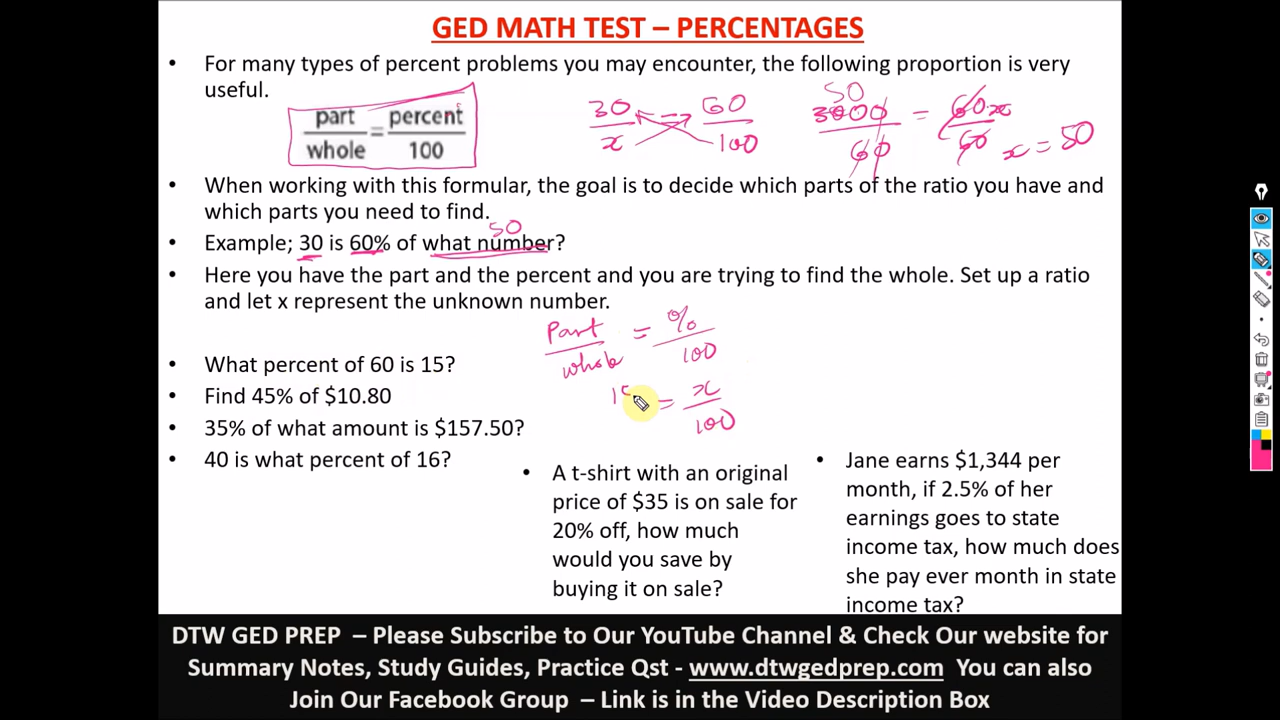 GED MATH TEST – PERCENTAGES
• For many types of percent problems you may encounter, the following proportion is very
useful.
part/whole = percent/100
30/x = 60/100
50
3000/60 = 60·x/60
x = 50
• When working with this formular, the goal is to decide which parts of the ratio you have and
which parts you need to find.
50
• Example; 30 is 60% of what number?
• Here you have the part and the percent and you are trying to find the whole. Set up a ratio
and let x represent the unknown number.
Part/whole = %/100
• What percent of 60 is 15?
15 = x/100
• Find 45% of $10.80
• 35% of what amount is $157.50?
• 40 is what percent of 16?
• A t-shirt with an original
price of $35 is on sale for
20% off, how much
would you save by
buying it on sale?
• Jane earns $1,344 per
month, if 2.5% of her
earnings goes to state
income tax, how much does
she pay ever month in state
income tax?
DTW GED PREP – Please Subscribe to Our YouTube Channel & Check Our website for
Summary Notes, Study Guides, Practice Qst - www.dtwgedprep.com You can also
Join Our Facebook Group – Link is in the Video Description Box